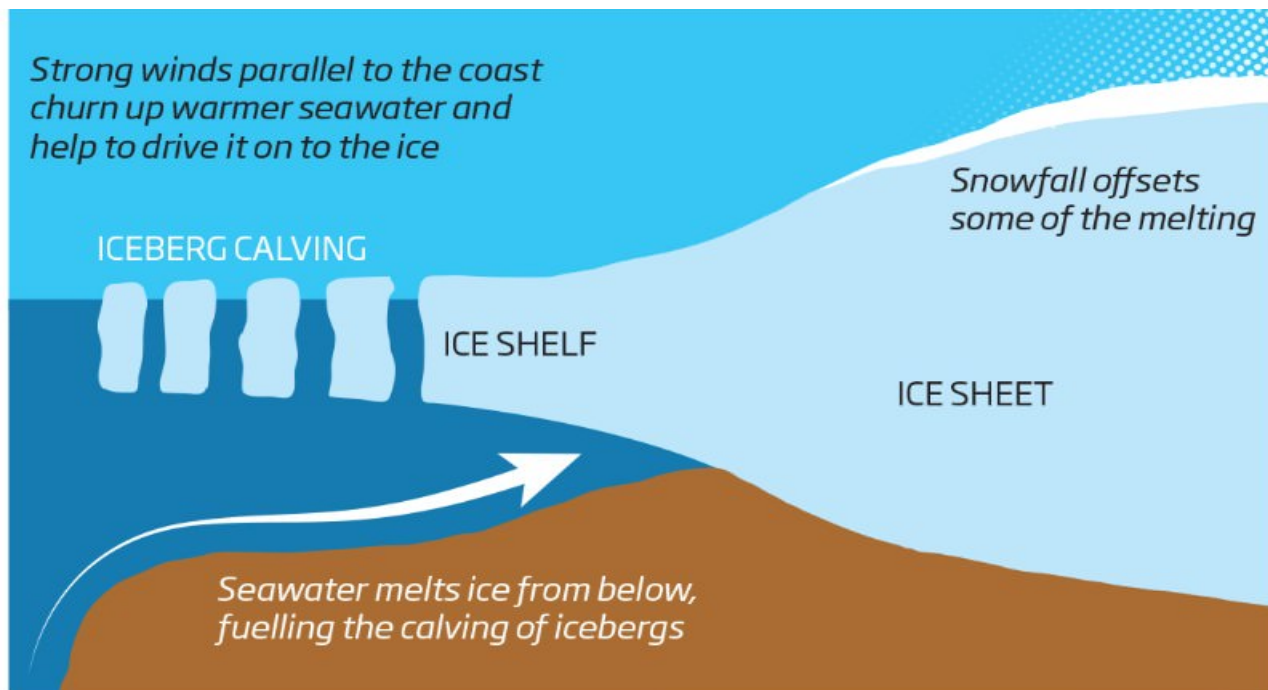 Strong winds parallel to the coast
churn up warmer seawater and
help to drive it on to the ice
Snowfall offsets
some of the melting
ICEBERG CALVING
ICE SHELF
ICE SHEET
Seawater melts ice from below,
fuelling the calving of icebergs